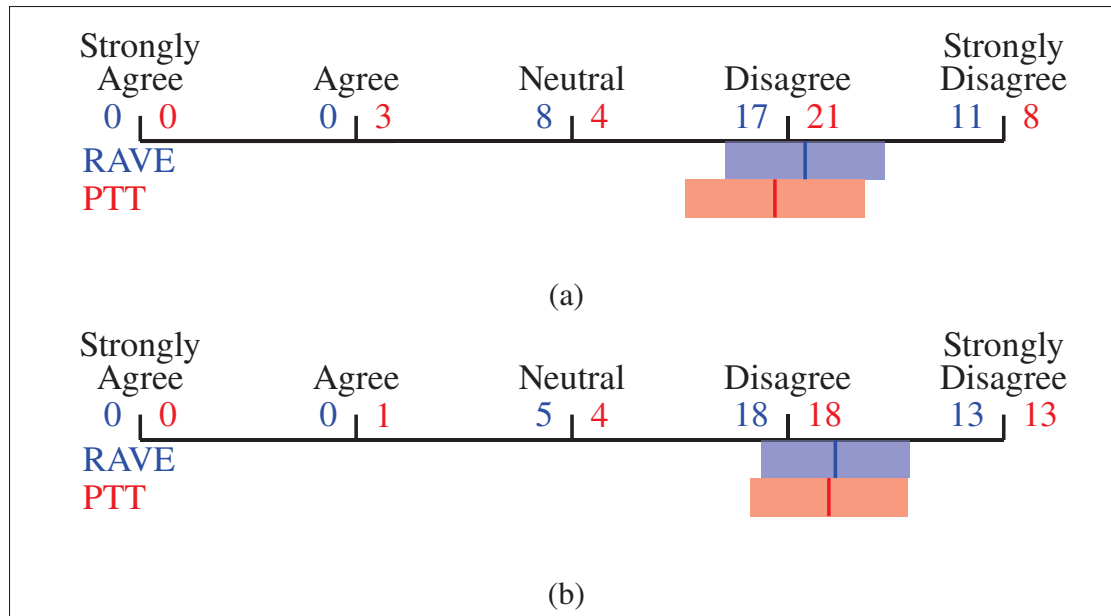 Strongly Strongly
Agree Agree Neutral Disagree Disagree
0 0 0 3 8 4 17 21 11 8
RAVE
PTT
(a)
Strongly Strongly
Agree Agree Neutral Disagree Disagree
0 0 0 1 5 4 18 18 13 13
RAVE
PTT
(b)